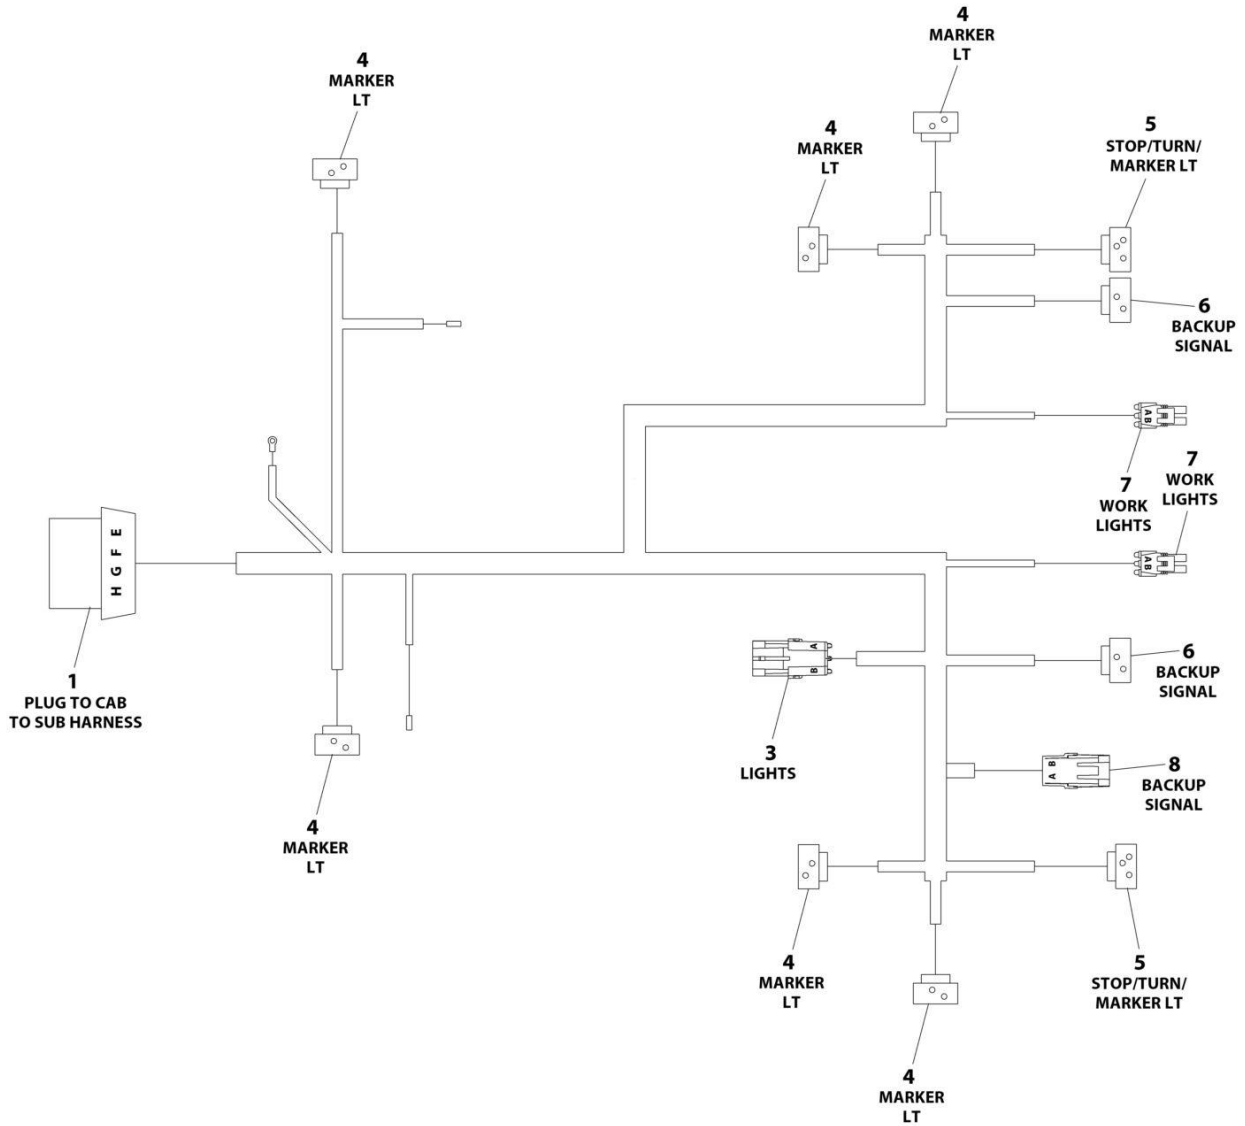 4
MARKER
LT
4
MARKER
LT
4
MARKER
LT
5
STOP/TURN/
MARKER LT
6
BACKUP
SIGNAL
A
B
7
WORK
LIGHTS
7
WORK
LIGHTS
H G F E
A
B
1
PLUG TO CAB
TO SUB HARNESS
A
B
3
LIGHTS
6
BACKUP
SIGNAL
A B
8
BACKUP
SIGNAL
4
MARKER
LT
4
MARKER
LT
5
STOP/TURN/
MARKER LT
4
MARKER
LT